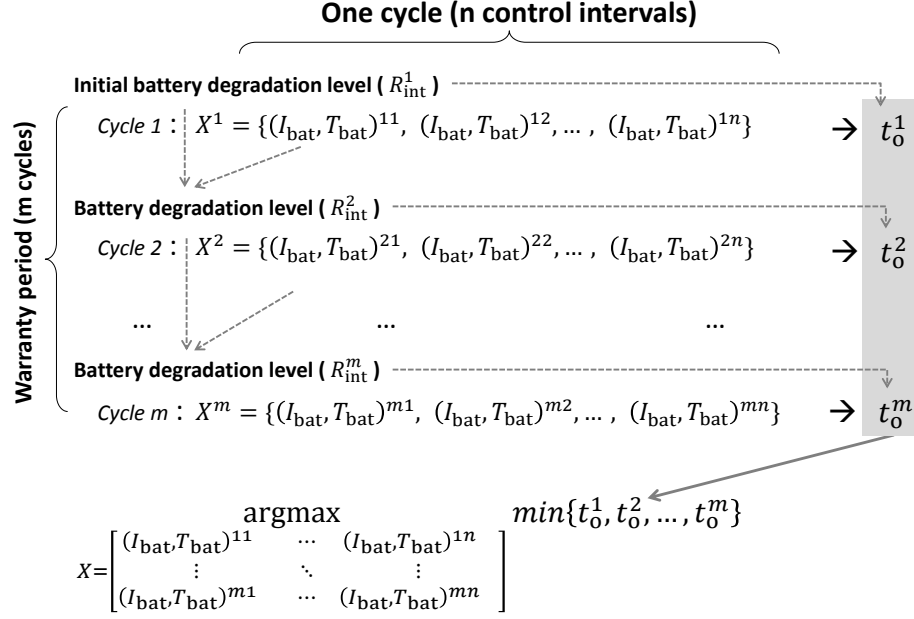 One cycle (n control intervals)
Warranty period (m cycles)
Initial battery degradation level ( R_int^1 )
Cycle 1 : X^1 = {(I_bat, T_bat)^11, (I_bat, T_bat)^12, … , (I_bat, T_bat)^1n} → t_o^1
Battery degradation level ( R_int^2 )
Cycle 2 : X^2 = {(I_bat, T_bat)^21, (I_bat, T_bat)^22, … , (I_bat, T_bat)^2n} → t_o^2
... ... ...
Battery degradation level ( R_int^m )
Cycle m : X^m = {(I_bat, T_bat)^m1, (I_bat, T_bat)^m2, … , (I_bat, T_bat)^mn} → t_o^m
argmax min{t_o^1, t_o^2, … , t_o^m}
(I_bat,T_bat)^11 ⋯ (I_bat,T_bat)^1n
X= ⋮ ⋱ ⋮
(I_bat,T_bat)^m1 ⋯ (I_bat,T_bat)^mn